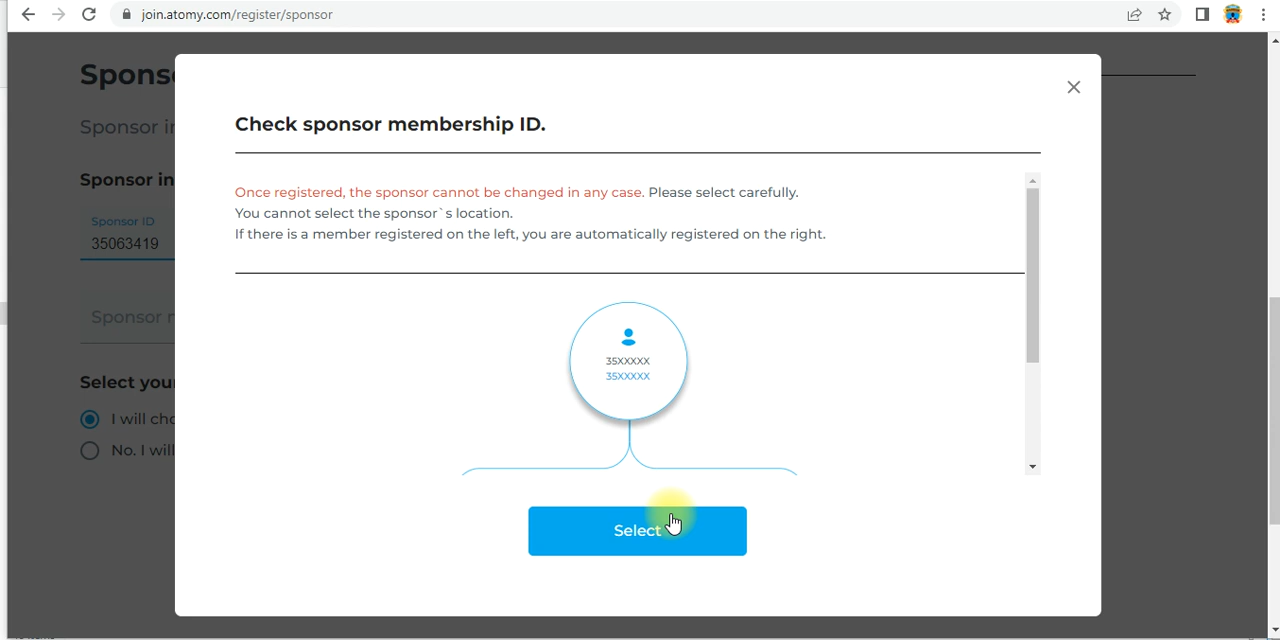 join.atomy.com/register/sponsor
Check sponsor membership ID.
Once registered, the sponsor cannot be changed in any case. Please select carefully.
You cannot select the sponsor`s location.
If there is a member registered on the left, you are automatically registered on the right.
35XXXXX
35XXXXX
Select
Sponsor
Sponsor in
Sponsor ID
35063419
Sponsor
Select your
I will cho
No. I will